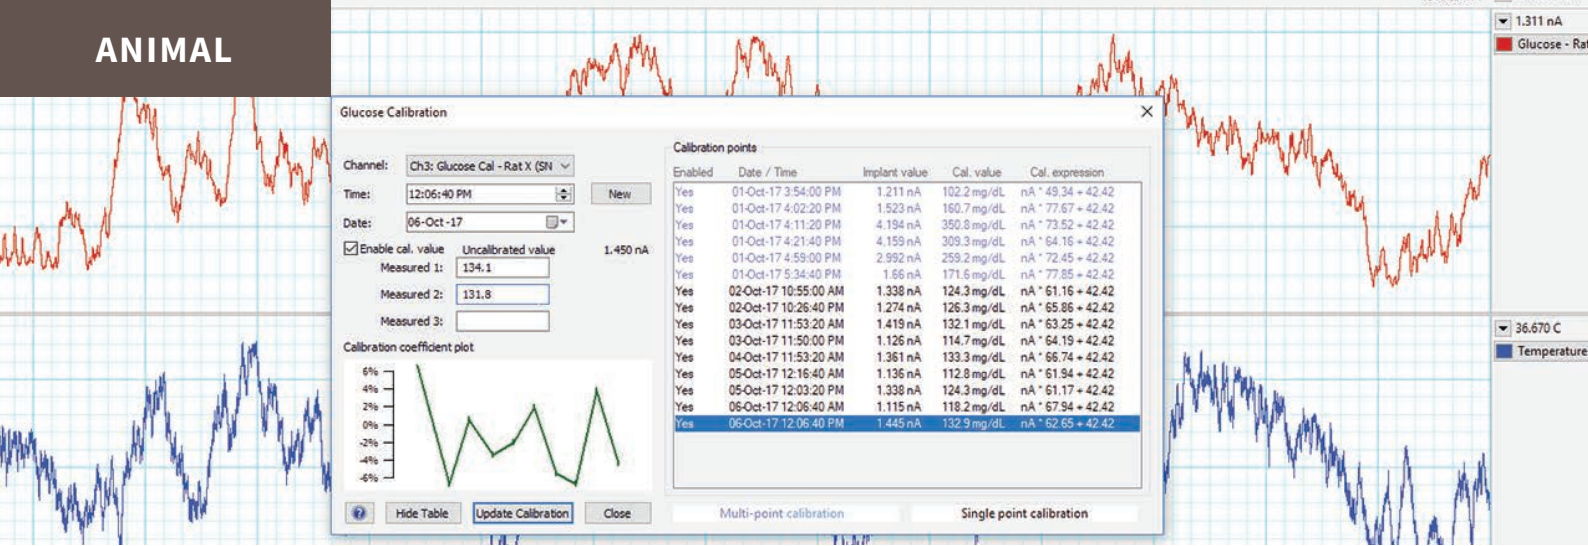 ANIMAL
1.311 nA
Glucose - Rat
Glucose Calibration
Channel: Ch3: Glucose Cal - Rat X (SN
Time: 12:06:40 PM New
Date: 06-Oct-17
Enable cal. value Uncalibrated value 1.450 nA
Measured 1: 134.1
Measured 2: 131.8
Measured 3:
Calibration coefficient plot
6%
4%
2%
0%
-2%
-4%
-6%
Hide Table Update Calibration Close
Calibration points
Enabled Date / Time Implant value Cal. value Cal. expression
Yes 01-Oct-17 3:54:00 PM 1.211 nA 102.2 mg/dL nA * 49.34 + 42.42
Yes 01-Oct-17 4:02:20 PM 1.523 nA 160.7 mg/dL nA * 77.67 + 42.42
Yes 01-Oct-17 4:11:20 PM 4.194 nA 350.8 mg/dL nA * 73.52 + 42.42
Yes 01-Oct-17 4:21:40 PM 4.159 nA 309.3 mg/dL nA * 64.16 + 42.42
Yes 01-Oct-17 4:59:00 PM 2.992 nA 259.2 mg/dL nA * 72.45 + 42.42
Yes 01-Oct-17 5:34:40 PM 1.66 nA 171.6 mg/dL nA * 77.85 + 42.42
Yes 02-Oct-17 10:55:00 AM 1.338 nA 124.3 mg/dL nA * 61.16 + 42.42
Yes 02-Oct-17 10:26:40 PM 1.274 nA 126.3 mg/dL nA * 65.86 + 42.42
Yes 03-Oct-17 11:53:20 AM 1.419 nA 132.1 mg/dL nA * 63.25 + 42.42
Yes 03-Oct-17 11:50:00 PM 1.126 nA 114.7 mg/dL nA * 64.19 + 42.42
Yes 04-Oct-17 11:53:20 AM 1.361 nA 133.3 mg/dL nA * 66.74 + 42.42
Yes 05-Oct-17 12:16:40 AM 1.136 nA 112.8 mg/dL nA * 61.94 + 42.42
Yes 05-Oct-17 12:03:20 PM 1.338 nA 124.3 mg/dL nA * 61.17 + 42.42
Yes 06-Oct-17 12:06:40 AM 1.115 nA 118.2 mg/dL nA * 67.94 + 42.42
Yes 06-Oct-17 12:06:40 PM 1.445 nA 132.9 mg/dL nA * 62.65 + 42.42
Multi-point calibration Single point calibration
36.670 C
Temperature